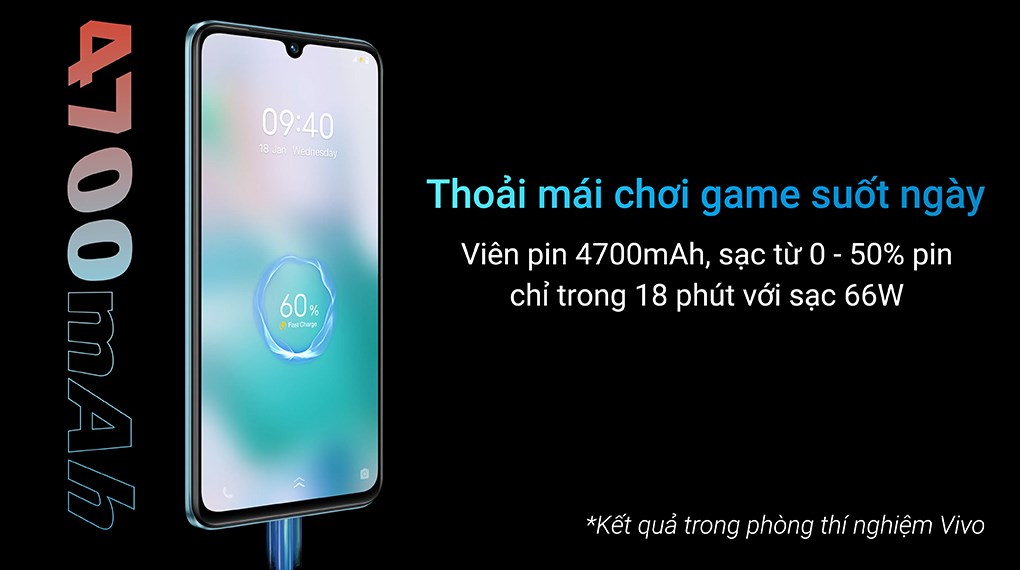 4700mAh
09:40
18 Jan Wednesday
60%
Fast Charge
Thoải mái chơi game suốt ngày
Viên pin 4700mAh, sạc từ 0 - 50% pin
chỉ trong 18 phút với sạc 66W
*Kết quả trong phòng thí nghiệm Vivo